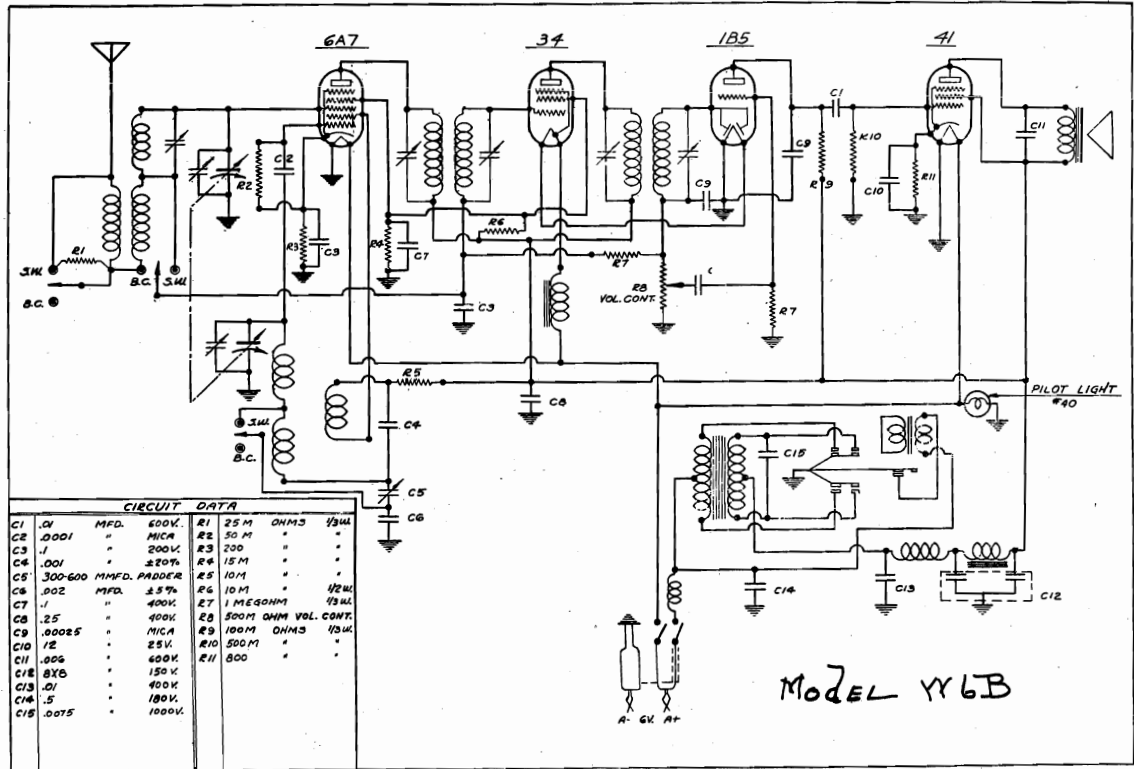 6A7 34 1B5 41
C1
C2 R2 C9 R9 R10 C11
C9 C10 R11
R6
R3 C3 R4 C7
R1 R7
S.W. B.C. S.W. R8 C
VOL. CONT.
B.C. C3 R7
R5
PILOT LIGHT
#40
C8
S.W. C4
B.C. C15
C5
C6
C14 C13 C12
CIRCUIT DATA
C1 .01 MFD. 600V. R1 25M OHMS 1/3W.
C2 .0001 " MICA R2 50M " "
C3 .1 " 200V. R3 200 " "
C4 .001 " ±20% R4 15M " "
C5 300-600 MMFD. PADDER R5 10M " "
C6 .002 MFD. ±5% R6 10M " 1/2W.
C7 .1 " 400V. R7 1 MEGOHM 1/3W.
C8 .25 " 400V. R8 500M OHM VOL. CONT.
C9 .00025 " MICA R9 100M OHMS 1/3W.
C10 12 " 25V. R10 500M " "
C11 .006 " 600V. R11 800 " "
C12 8X8 " 150V.
C13 .01 " 400V.
C14 .5 " 180V.
C15 .0075 " 1000V.
A- 6V. A+
MODEL W6B